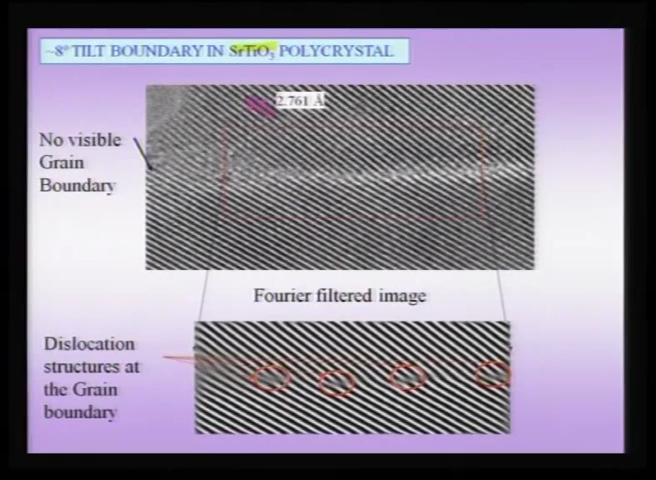 ~8º TILT BOUNDARY IN SrTiO3 POLYCRYSTAL
2.761 Å
No visible
Grain
Boundary
Fourier filtered image
Dislocation
structures at
the Grain
boundary